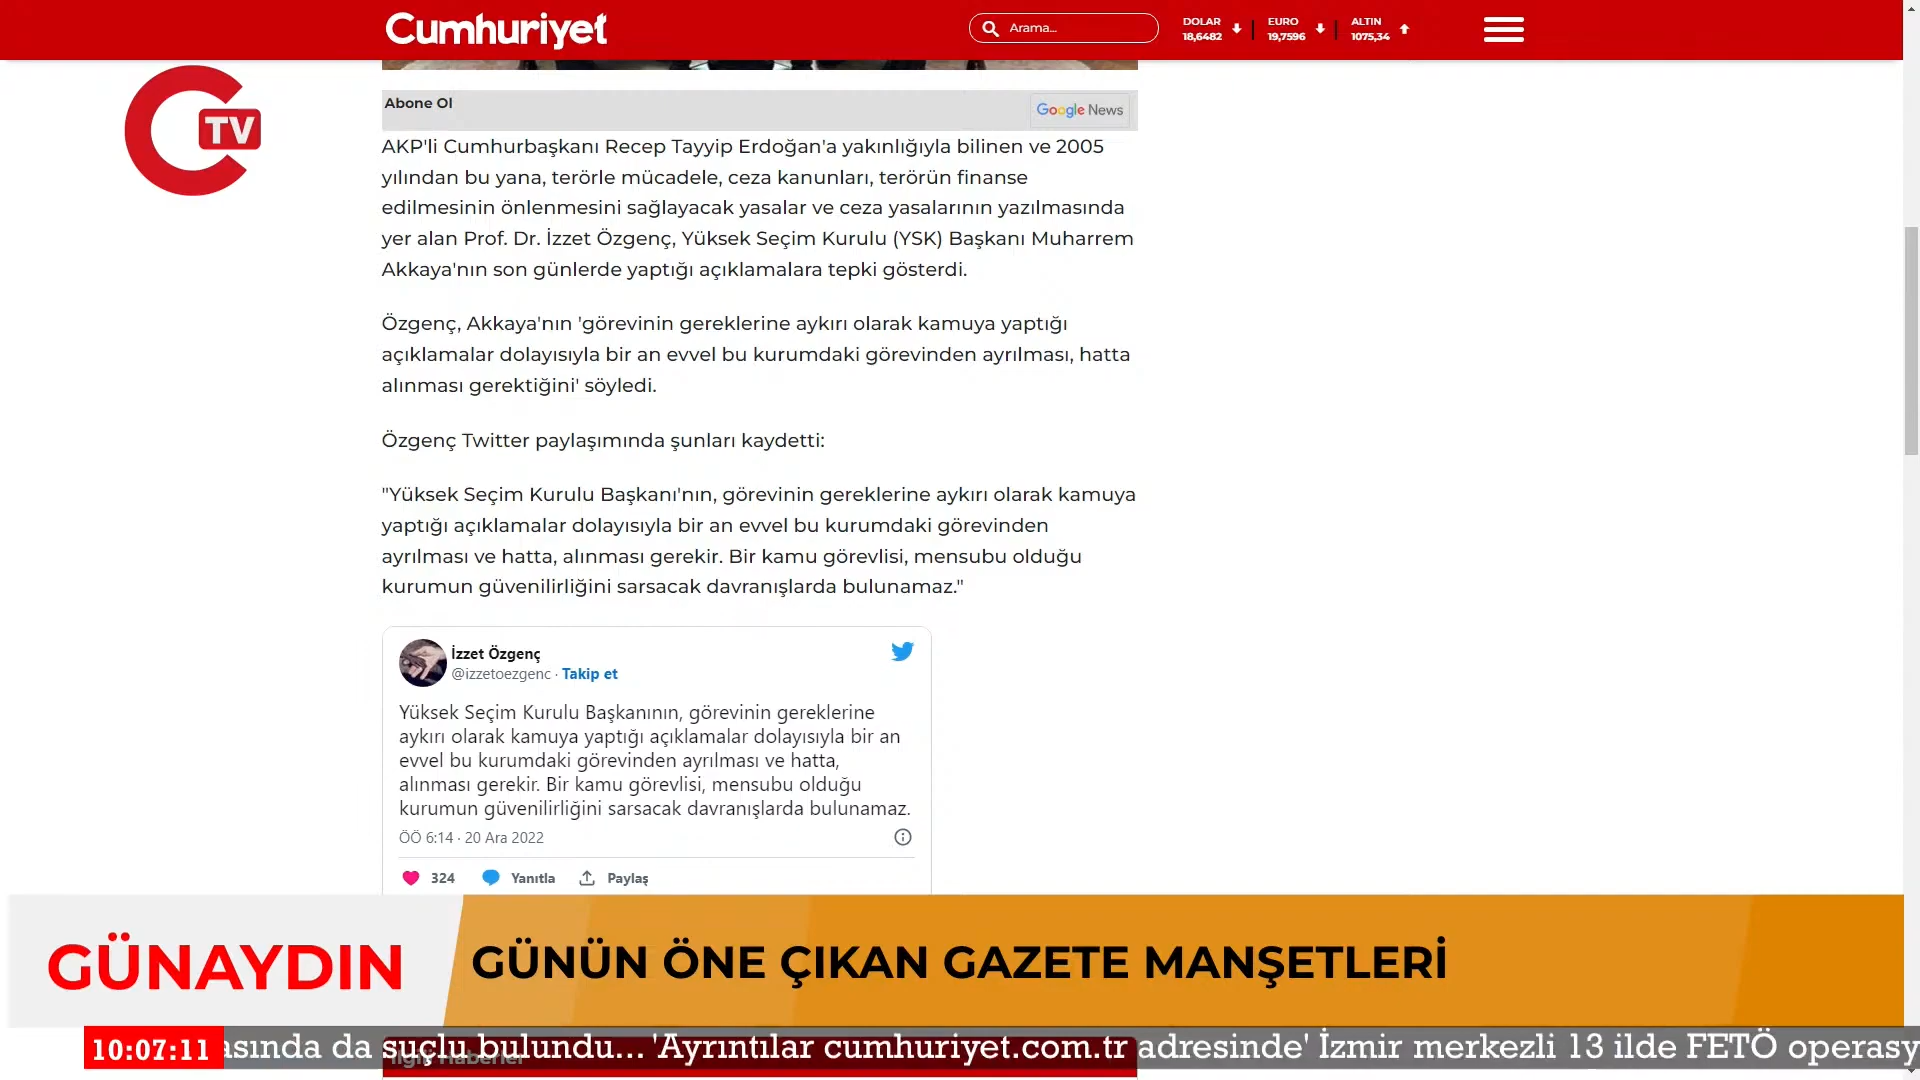 Cumhuriyet
Arama...
DOLAR
18,6482
EURO
19,7596
ALTIN
1075,34
TV
Abone Ol
Google News
AKP'li Cumhurbaşkanı Recep Tayyip Erdoğan'a yakınlığıyla bilinen ve 2005
yılından bu yana, terörle mücadele, ceza kanunları, terörün finanse
edilmesinin önlenmesini sağlayacak yasalar ve ceza yasalarının yazılmasında
yer alan Prof. Dr. İzzet Özgenç, Yüksek Seçim Kurulu (YSK) Başkanı Muharrem
Akkaya'nın son günlerde yaptığı açıklamalara tepki gösterdi.
Özgenç, Akkaya'nın 'görevinin gereklerine aykırı olarak kamuya yaptığı
açıklamalar dolayısıyla bir an evvel bu kurumdaki görevinden ayrılması, hatta
alınması gerektiğini' söyledi.
Özgenç Twitter paylaşımında şunları kaydetti:
"Yüksek Seçim Kurulu Başkanı'nın, görevinin gereklerine aykırı olarak kamuya
yaptığı açıklamalar dolayısıyla bir an evvel bu kurumdaki görevinden
ayrılması ve hatta, alınması gerekir. Bir kamu görevlisi, mensubu olduğu
kurumun güvenilirliğini sarsacak davranışlarda bulunamaz."
İzzet Özgenç
@izzetoezgenc · Takip et
Yüksek Seçim Kurulu Başkanının, görevinin gereklerine
aykırı olarak kamuya yaptığı açıklamalar dolayısıyla bir an
evvel bu kurumdaki görevinden ayrılması ve hatta,
alınması gerekir. Bir kamu görevlisi, mensubu olduğu
kurumun güvenilirliğini sarsacak davranışlarda bulunamaz.
ÖÖ 6:14 · 20 Ara 2022
324 Yanıtla Paylaş
GÜNAYDIN
GÜNÜN ÖNE ÇIKAN GAZETE MANŞETLERİ
10:07:11
asında da suçlu bulundu... 'Ayrıntılar cumhuriyet.com.tr adresinde' İzmir merkezli 13 ilde FETÖ operasy
İlgili Haberler